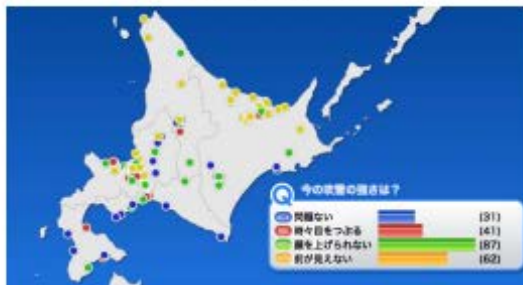 Q 今の吹雪の強さは？
問題ない (31)
時々目をつぶる (41)
顔を上げられない (87)
前が見えない (62)